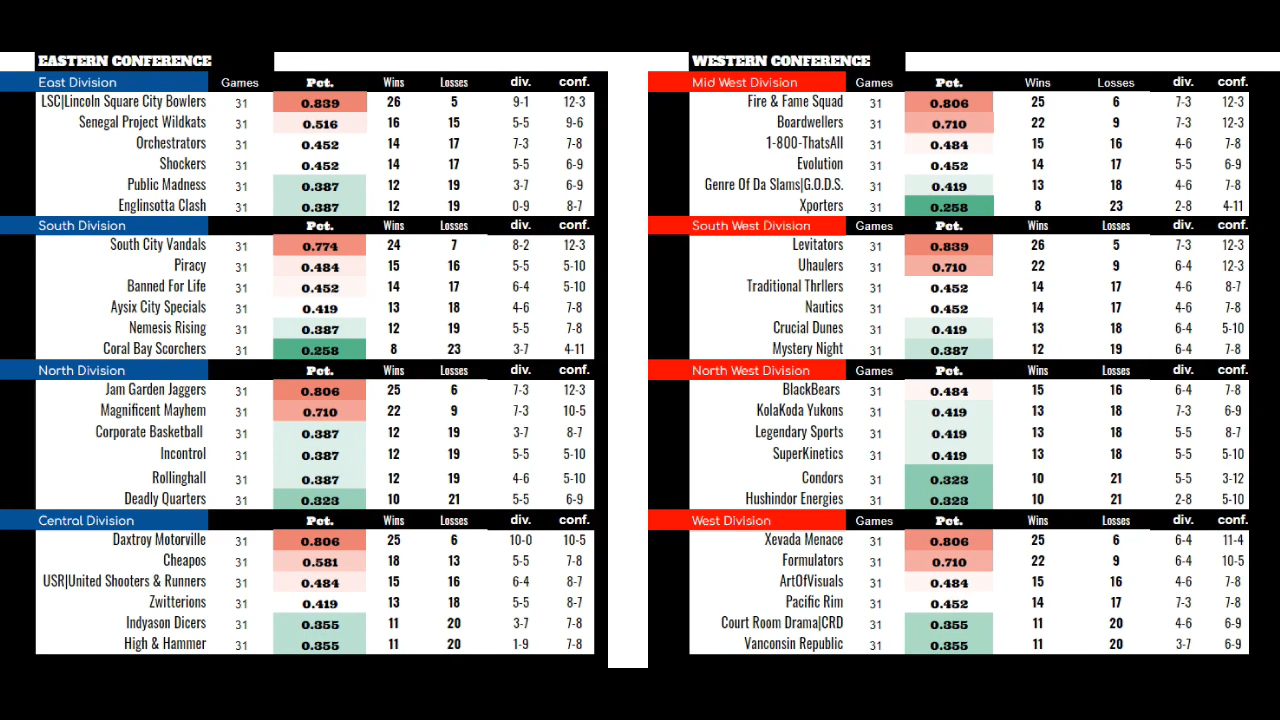 EASTERN CONFERENCE
East Division Games Pct. Wins Losses div. conf.
LSC|Lincoln Square City Bowlers 31 0.839 26 5 9-1 12-3
Senegal Project Wildkats 31 0.516 16 15 5-5 9-6
Orchestrators 31 0.452 14 17 7-3 7-8
Shockers 31 0.452 14 17 5-5 6-9
Public Madness 31 0.387 12 19 3-7 6-9
Englinsotta Clash 31 0.387 12 19 0-9 8-7
South Division Pct. Wins Losses div. conf.
South City Vandals 31 0.774 24 7 8-2 12-3
Piracy 31 0.484 15 16 5-5 5-10
Banned For Life 31 0.452 14 17 6-4 5-10
Aysix City Specials 31 0.419 13 18 4-6 7-8
Nemesis Rising 31 0.387 12 19 5-5 7-8
Coral Bay Scorchers 31 0.258 8 23 3-7 4-11
North Division Pct. Wins Losses div. conf.
Jam Garden Jaggers 31 0.806 25 6 7-3 12-3
Magnificent Mayhem 31 0.710 22 9 7-3 10-5
Corporate Basketball 31 0.387 12 19 3-7 8-7
Incontrol 31 0.387 12 19 5-5 5-10
Rollinghall 31 0.387 12 19 4-6 5-10
Deadly Quarters 31 0.323 10 21 5-5 6-9
Central Division Pct. Wins Losses div. conf.
Daxtroy Motorville 31 0.806 25 6 10-0 10-5
Cheapos 31 0.581 18 13 5-5 7-8
USR|United Shooters & Runners 31 0.484 15 16 6-4 8-7
Zwitterions 31 0.419 13 18 5-5 8-7
Indyason Dicers 31 0.355 11 20 3-7 7-8
High & Hammer 31 0.355 11 20 1-9 7-8
WESTERN CONFERENCE
Mid West Division Games Pct. Wins Losses div. conf.
Fire & Fame Squad 31 0.806 25 6 7-3 12-3
Boardwellers 31 0.710 22 9 7-3 12-3
1-800-ThatsAll 31 0.484 15 16 4-6 7-8
Evolution 31 0.452 14 17 5-5 6-9
Genre Of Da Slams|G.O.D.S. 31 0.419 13 18 4-6 7-8
Xporters 31 0.258 8 23 2-8 4-11
South West Division Games Pct. Wins Losses div. conf.
Levitators 31 0.839 26 5 7-3 12-3
Uhaulers 31 0.710 22 9 6-4 12-3
Traditional Thrllers 31 0.452 14 17 4-6 8-7
Nautics 31 0.452 14 17 4-6 7-8
Crucial Dunes 31 0.419 13 18 6-4 5-10
Mystery Night 31 0.387 12 19 6-4 7-8
North West Division Games Pct. Wins Losses div. conf.
BlackBears 31 0.484 15 16 6-4 7-8
KolaKoda Yukons 31 0.419 13 18 7-3 6-9
Legendary Sports 31 0.419 13 18 5-5 8-7
SuperKinetics 31 0.419 13 18 5-5 5-10
Condors 31 0.323 10 21 5-5 3-12
Hushindor Energies 31 0.323 10 21 2-8 5-10
West Division Games Pct. Wins Losses div. conf.
Xevada Menace 31 0.806 25 6 6-4 11-4
Formulators 31 0.710 22 9 6-4 10-5
ArtOfVisuals 31 0.484 15 16 4-6 7-8
Pacific Rim 31 0.452 14 17 7-3 7-8
Court Room Drama|CRD 31 0.355 11 20 4-6 6-9
Vanconsin Republic 31 0.355 11 20 3-7 6-9